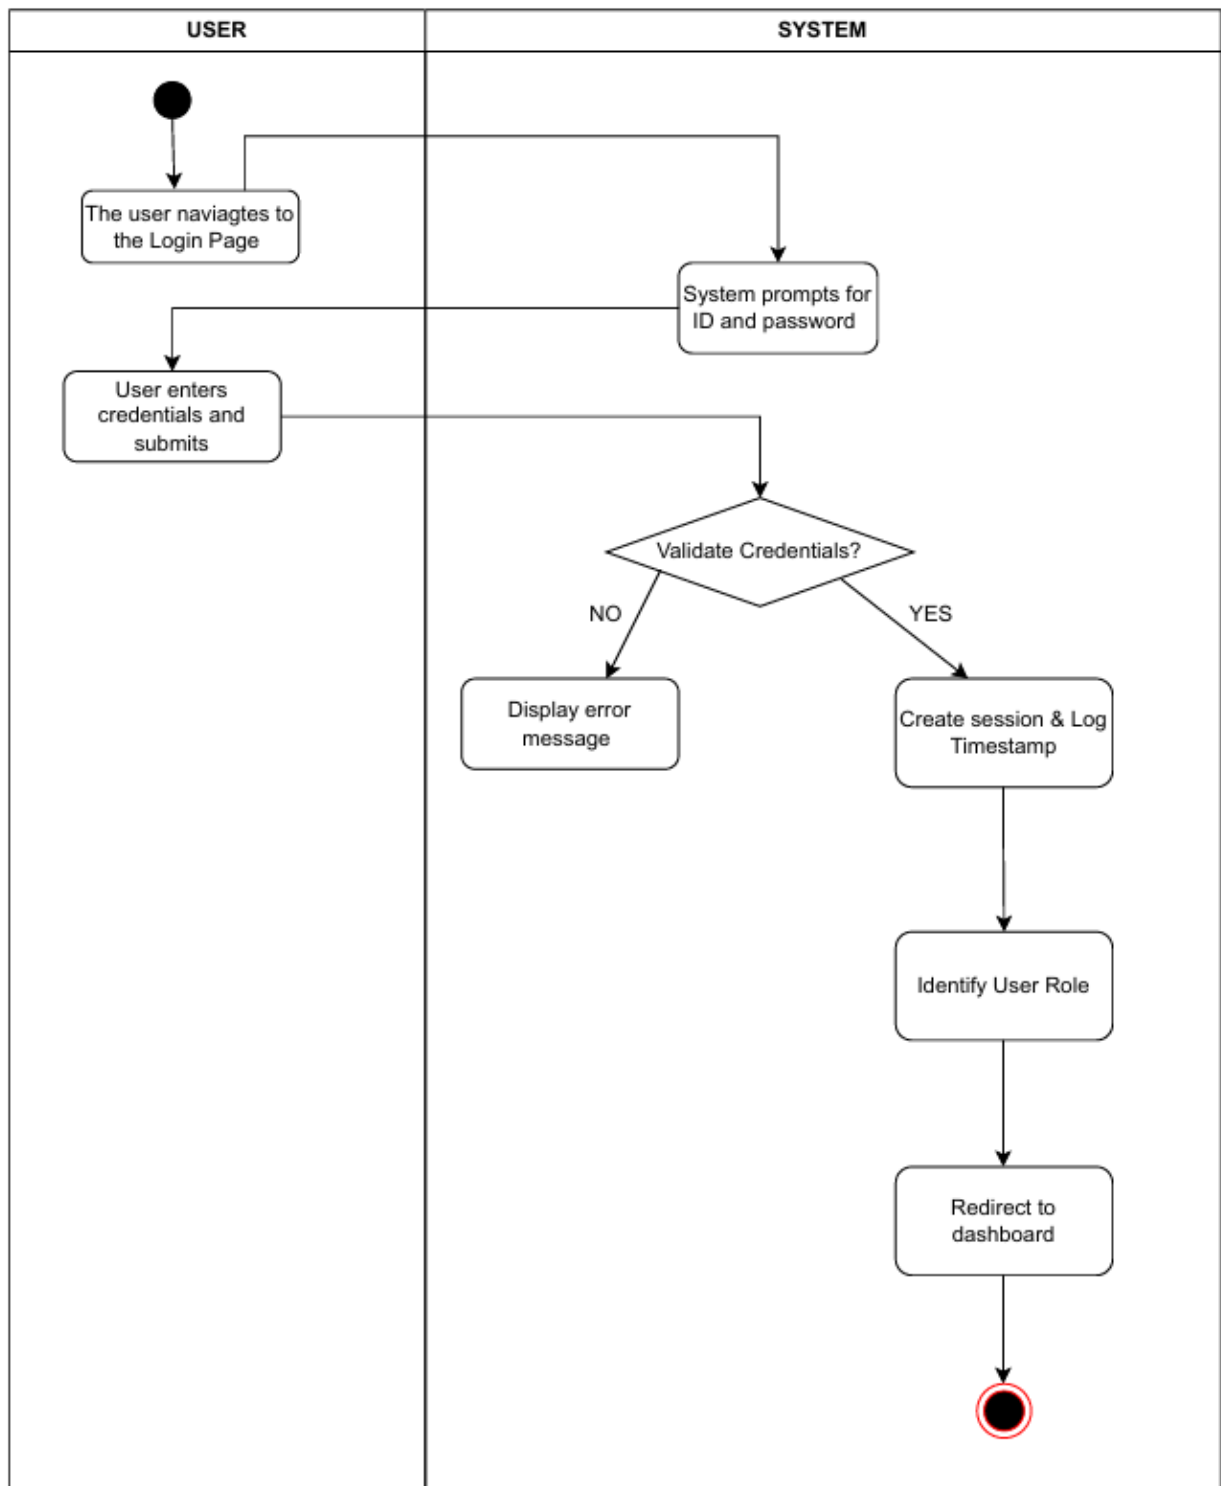 USER
SYSTEM
The user naviagtes to
the Login Page
System prompts for
ID and password
User enters
credentials and
submits
Validate Credentials?
NO
YES
Display error
message
Create session & Log
Timestamp
Identify User Role
Redirect to
dashboard